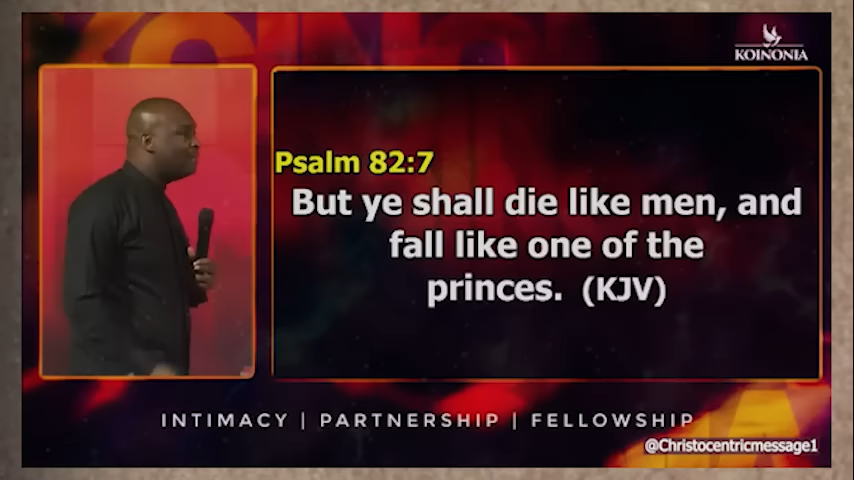 KOINONIA
Psalm 82:7
But ye shall die like men, and
fall like one of the
princes. (KJV)
INTIMACY | PARTNERSHIP | FELLOWSHIP
@Christocentricmessage1